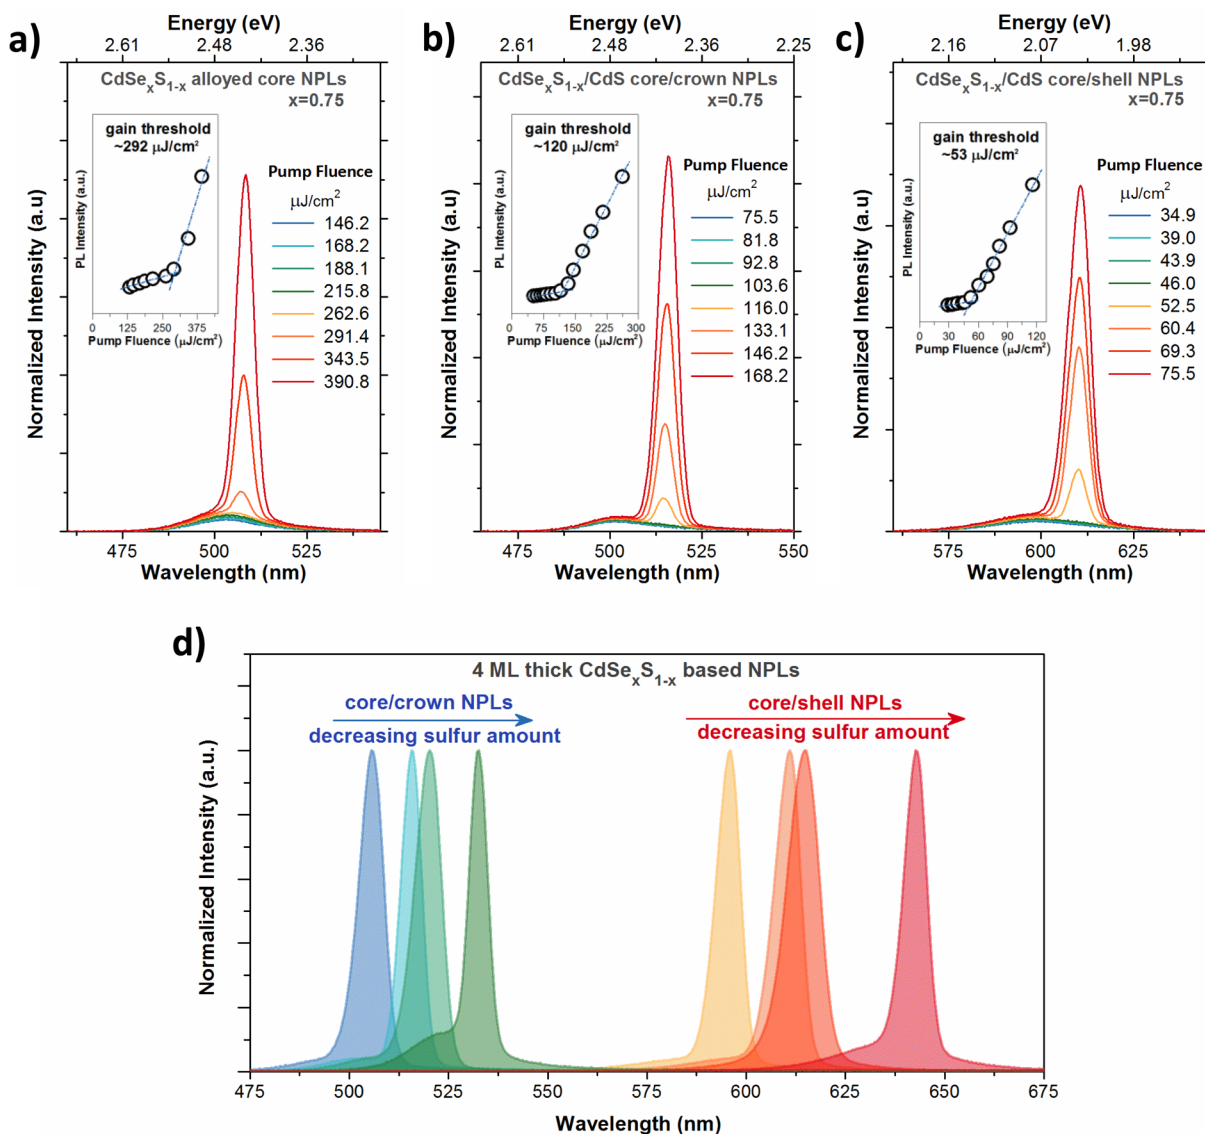 a)
Energy (eV)
2.61 2.48 2.36
CdSeₓS₁₋ₓ alloyed core NPLs
x=0.75
gain threshold
~292 µJ/cm²
PL Intensity (a.u.)
0 125 250 375
Pump Fluence (µJ/cm²)
Pump Fluence
µJ/cm²
146.2
168.2
188.1
215.8
262.6
291.4
343.5
390.8
Normalized Intensity (a.u)
475 500 525
Wavelength (nm)
b)
Energy (eV)
2.61 2.48 2.36 2.25
CdSeₓS₁₋ₓ/CdS core/crown NPLs
x=0.75
gain threshold
~120 µJ/cm²
PL Intensity (a.u.)
0 75 150 225 300
Pump Fluence (µJ/cm²)
Pump Fluence
µJ/cm²
75.5
81.8
92.8
103.6
116.0
133.1
146.2
168.2
Normalized Intensity (a.u)
475 500 525 550
Wavelength (nm)
c)
Energy (eV)
2.16 2.07 1.98
CdSeₓS₁₋ₓ/CdS core/shell NPLs
x=0.75
gain threshold
~53 µJ/cm²
PL Intensity (a.u.)
0 30 60 90 120
Pump Fluence (µJ/cm²)
Pump Fluence
µJ/cm²
34.9
39.0
43.9
46.0
52.5
60.4
69.3
75.5
Normalized Intensity (a.u)
575 600 625
Wavelength (nm)
d)
4 ML thick CdSeₓS₁₋ₓ based NPLs
core/crown NPLs
decreasing sulfur amount
core/shell NPLs
decreasing sulfur amount
Normalized Intensity (a.u.)
475 500 525 550 575 600 625 650 675
Wavelength (nm)